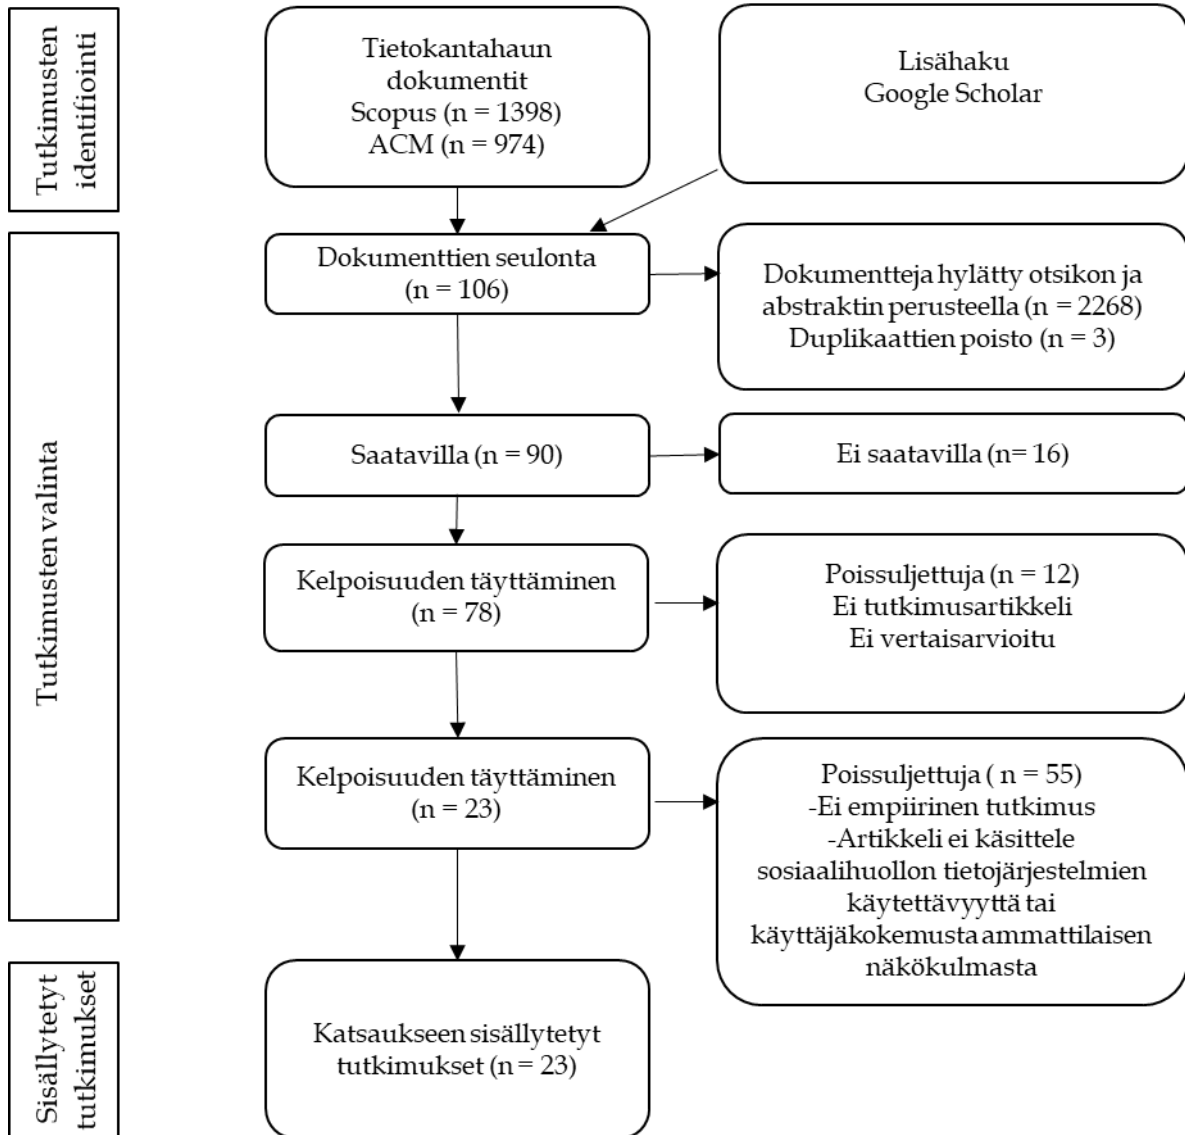 Tutkimusten
identifiointi
Tietokantahaun
dokumentit
Scopus (n = 1398)
ACM (n = 974)
Lisähaku
Google Scholar
Tutkimusten valinta
Dokumenttien seulonta
(n = 106)
Dokumentteja hylätty otsikon ja
abstraktin perusteella (n = 2268)
Duplikaattien poisto (n = 3)
Saatavilla (n = 90)
Ei saatavilla (n= 16)
Kelpoisuuden täyttäminen
(n = 78)
Poissuljettuja (n = 12)
Ei tutkimusartikkeli
Ei vertaisarvioitu
Kelpoisuuden täyttäminen
(n = 23)
Poissuljettuja ( n = 55)
-Ei empiirinen tutkimus
-Artikkeli ei käsittele
sosiaalihuollon tietojärjestelmien
käytettävyyttä tai
käyttäjäkokemusta ammattilaisen
näkökulmasta
Sisällytetyt
tutkimukset
Katsaukseen sisällytetyt
tutkimukset (n = 23)